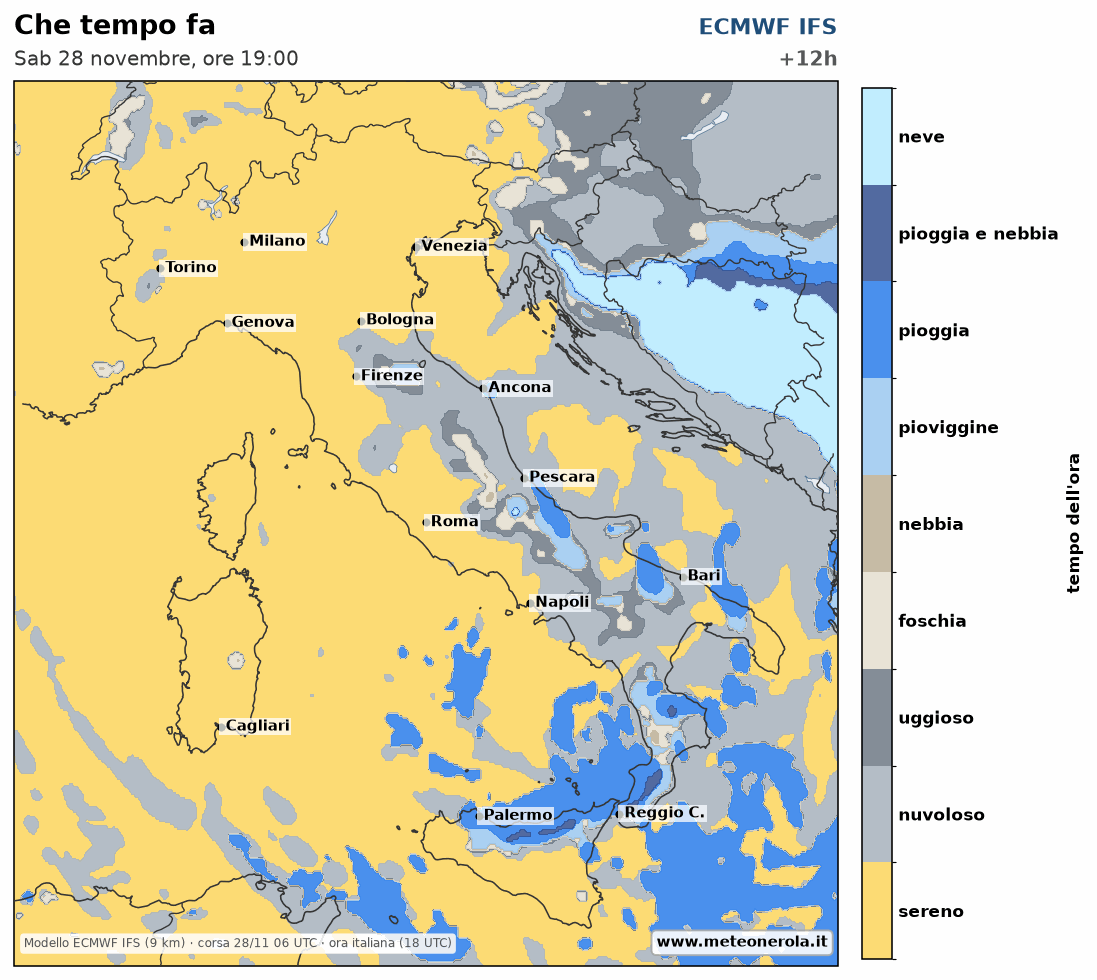 Che tempo fa
ECMWF IFS
Sab 28 novembre, ore 19:00
+12h
neve
pioggia e nebbia
pioggia
pioviggine
nebbia
foschia
uggioso
nuvoloso
sereno
tempo dell'ora
Milano
Venezia
Torino
Genova
Bologna
Firenze
Ancona
Pescara
Roma
Bari
Napoli
Cagliari
Palermo
Reggio C.
Modello ECMWF IFS (9 km) · corsa 28/11 06 UTC · ora italiana (18 UTC)
www.meteonerola.it